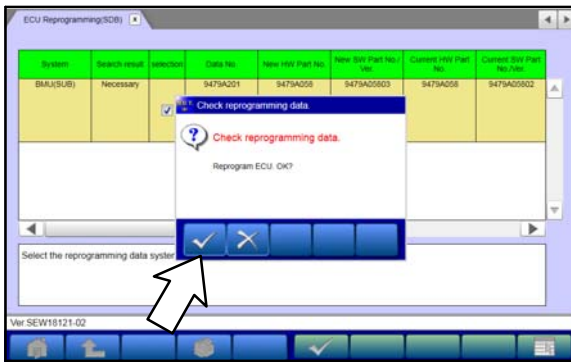 ECU Reprogramming(SDB)
System
Search result
selection
Data No.
New HW Part No.
New SW Part No./
Ver.
Current HW Part
No.
Current SW Part
No./Ver.
BMU(SUB)
Necessary
9479A201
9479A058
9479A05803
9479A058
9479A05802
Check reprogramming data.
Check reprogramming data.
Reprogram ECU. OK?
Select the reprogramming data system
Ver.SEW18121-02